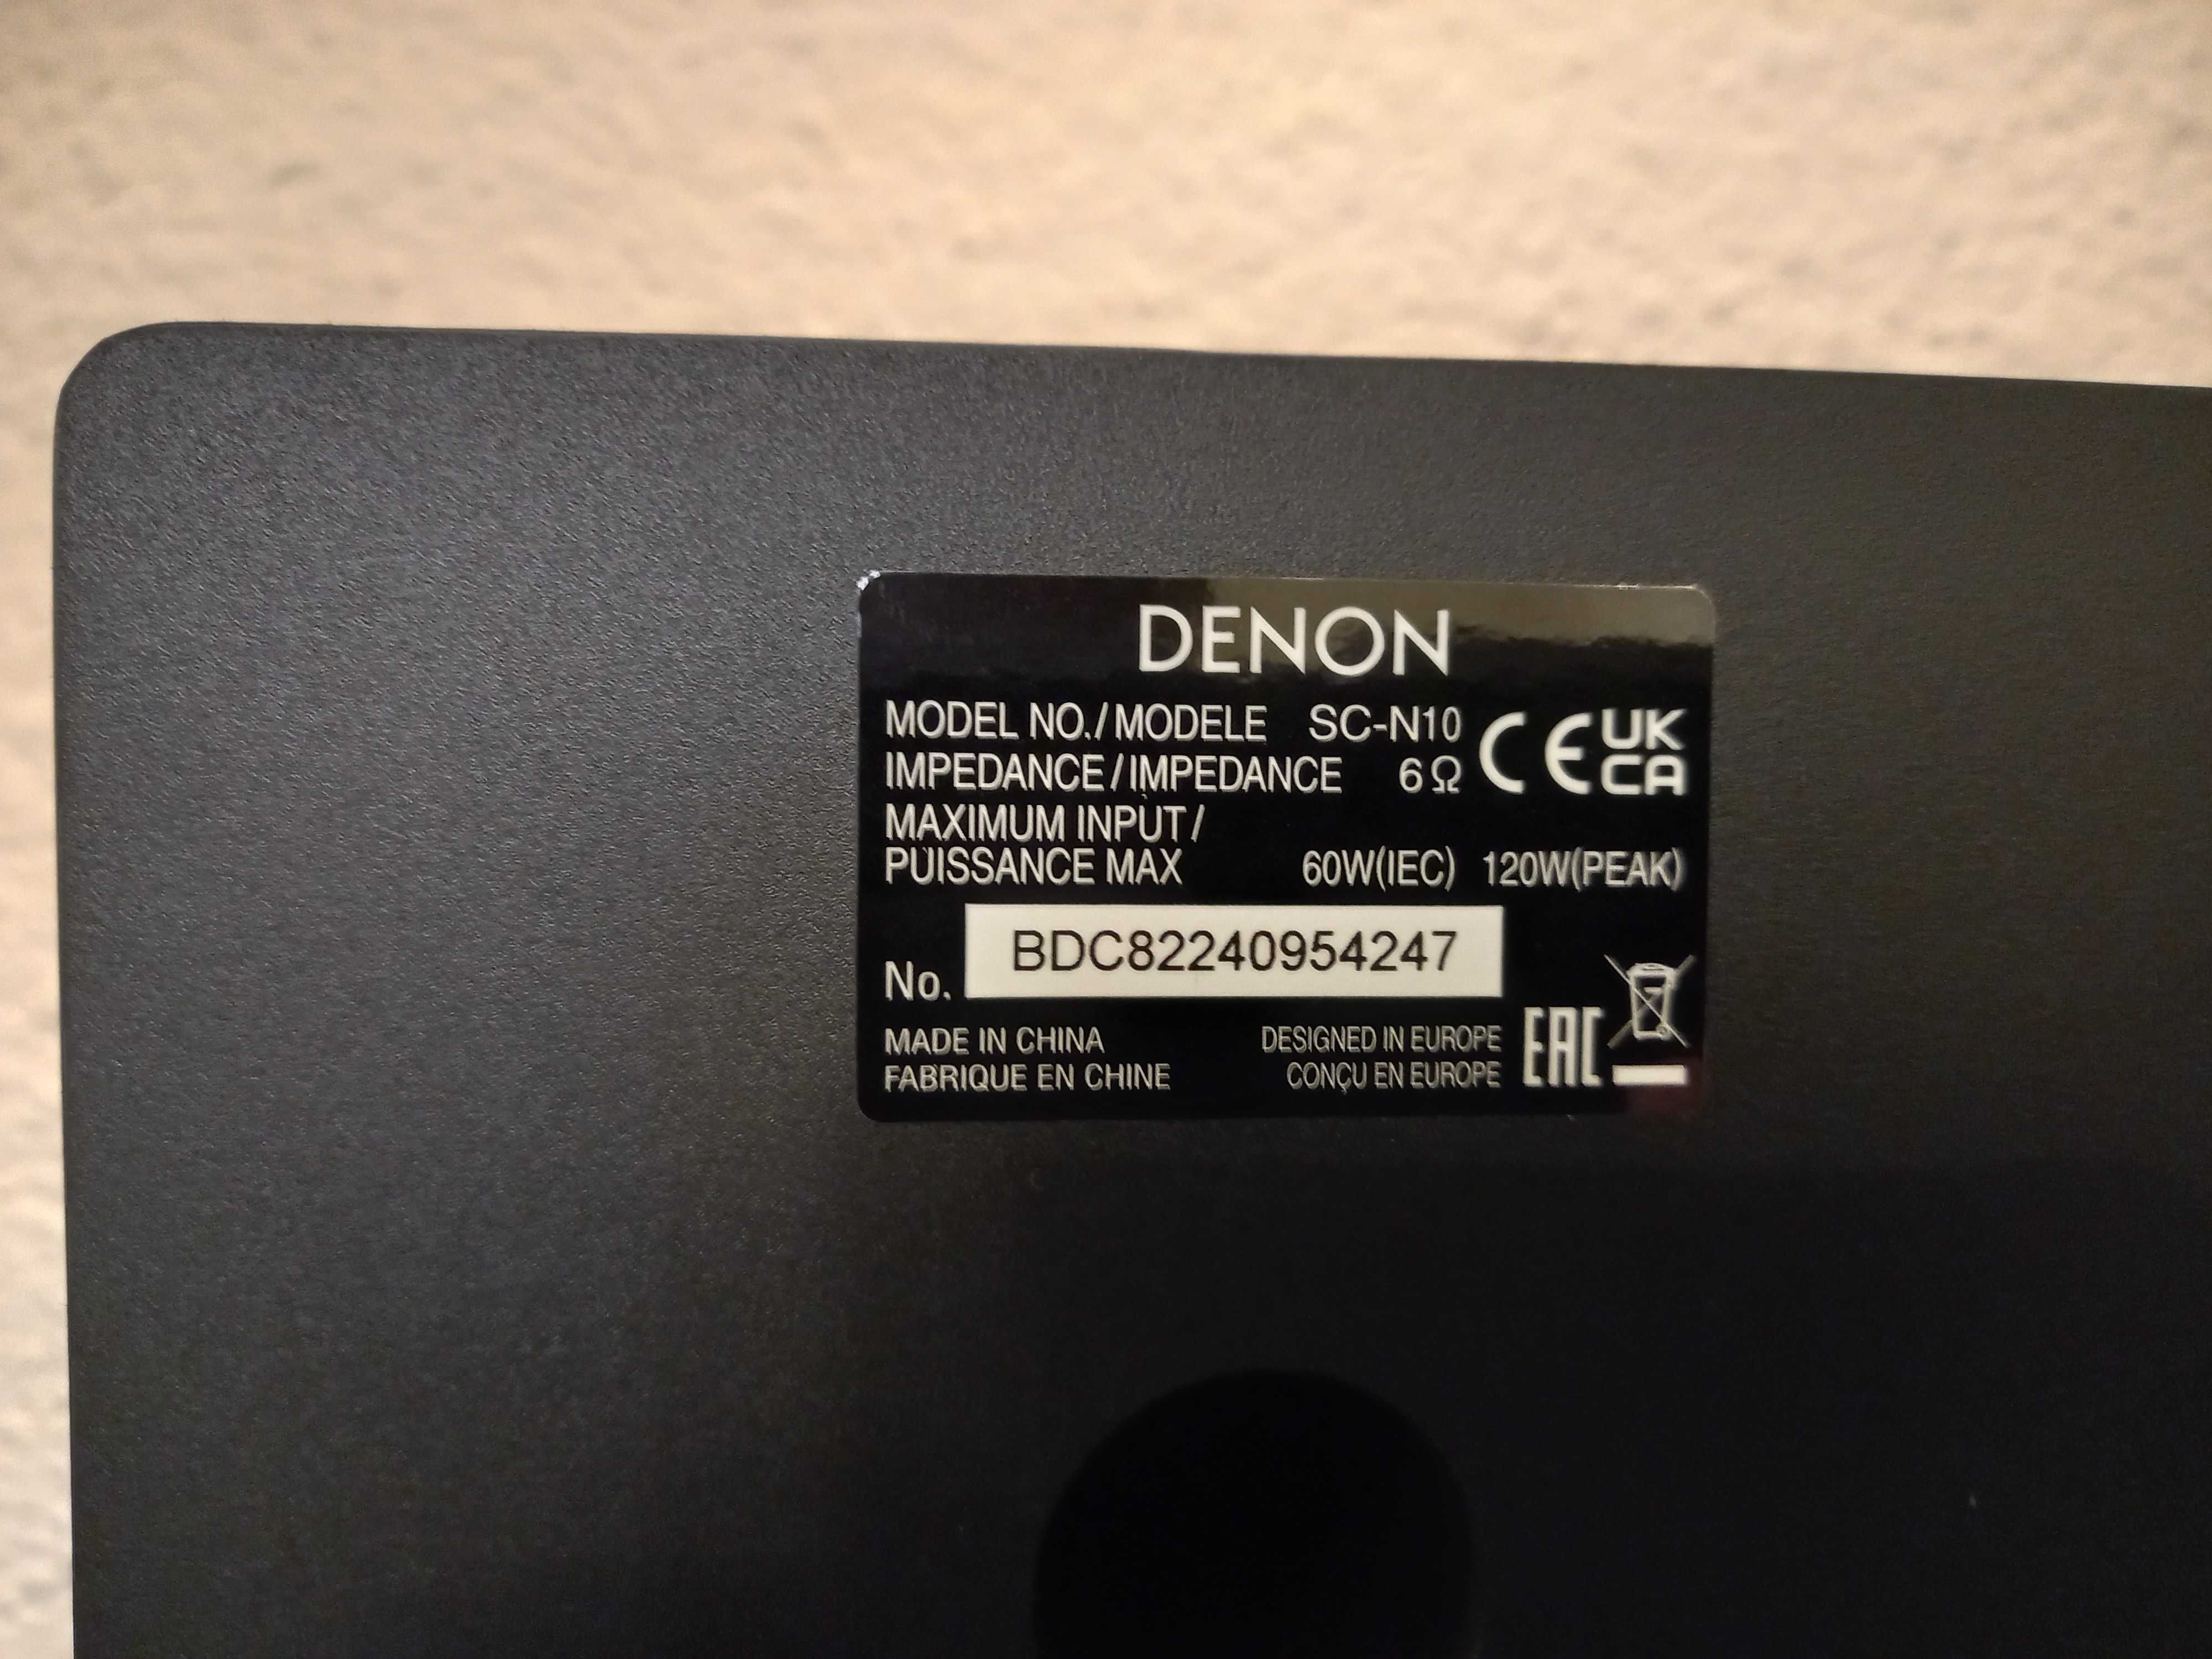 DENON
MODEL NO./MODELE SC-N10
IMPEDANCE/IMPEDANCE 6Ω
CE UK CA
MAXIMUM INPUT/
PUISSANCE MAX 60W(IEC) 120W(PEAK)
No. BDC82240954247
MADE IN CHINA DESIGNED IN EUROPE
FABRIQUE EN CHINE CONÇU EN EUROPE
EAC